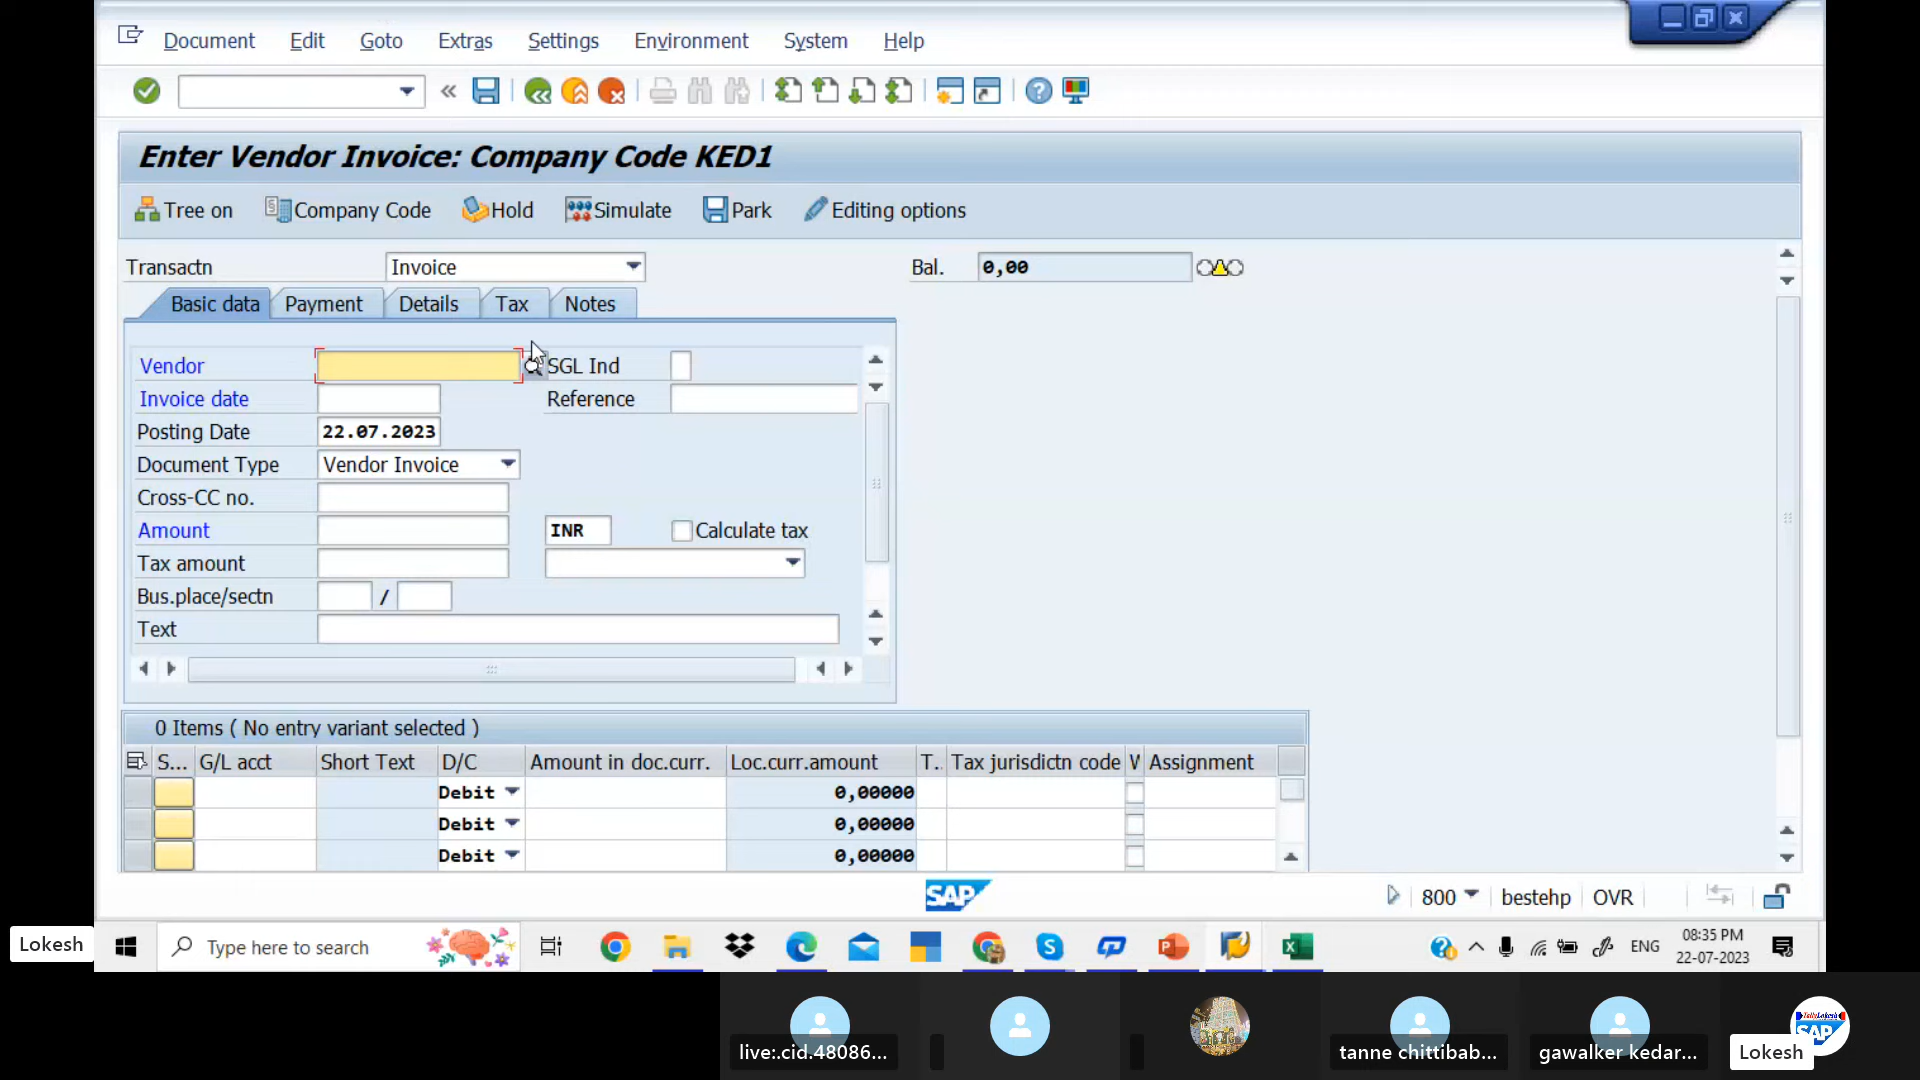 Document Edit Goto Extras Settings Environment System Help
Enter Vendor Invoice: Company Code KED1
Tree on Company Code Hold Simulate Park Editing options
Transactn Invoice Bal. 0,00
Basic data Payment Details Tax Notes
Vendor SGL Ind
Invoice date Reference
Posting Date 22.07.2023
Document Type Vendor Invoice
Cross-CC no.
Amount INR Calculate tax
Tax amount
Bus.place/sectn /
Text
0 Items ( No entry variant selected )
S... G/L acct Short Text D/C Amount in doc.curr. Loc.curr.amount T.. Tax jurisdictn code V Assignment
Debit 0,00000
Debit 0,00000
Debit 0,00000
SAP 800 bestehp OVR
Lokesh Type here to search ENG 08:35 PM
22-07-2023
live:.cid.48086... tanne chittibab... gawalker kedar... Lokesh
SAP